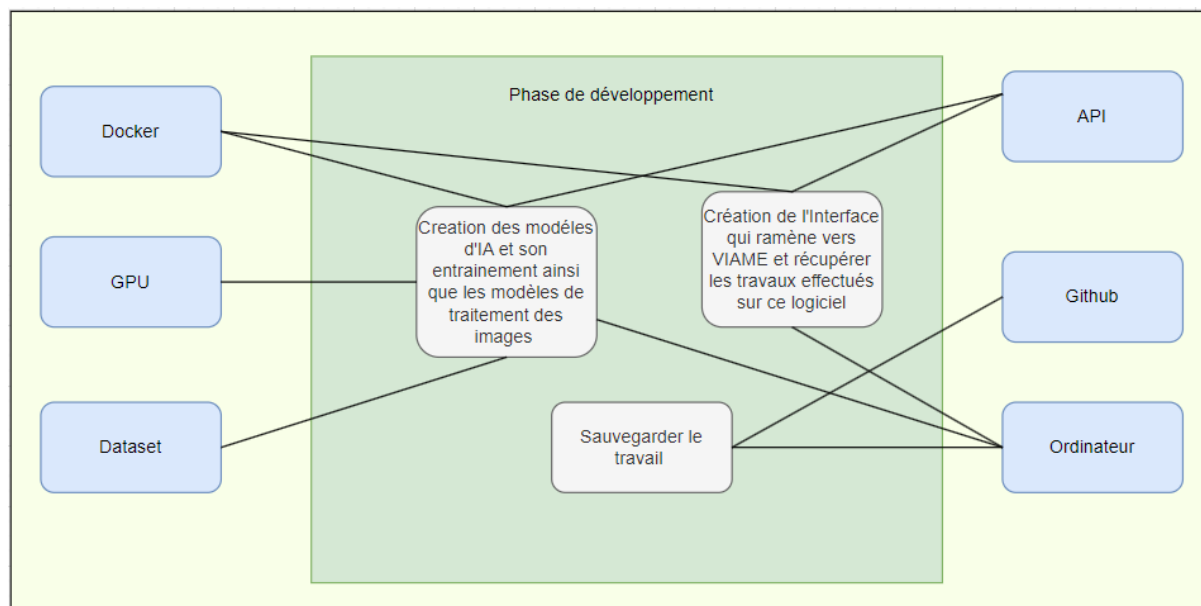 Phase de développement
Docker
API
Creation des modéles
d'IA et son
entrainement ainsi
que les modèles de
traitement des
images
Création de l'Interface
qui ramène vers
VIAME et récupérer
les travaux effectués
sur ce logiciel
GPU
Github
Dataset
Sauvegarder le
travail
Ordinateur